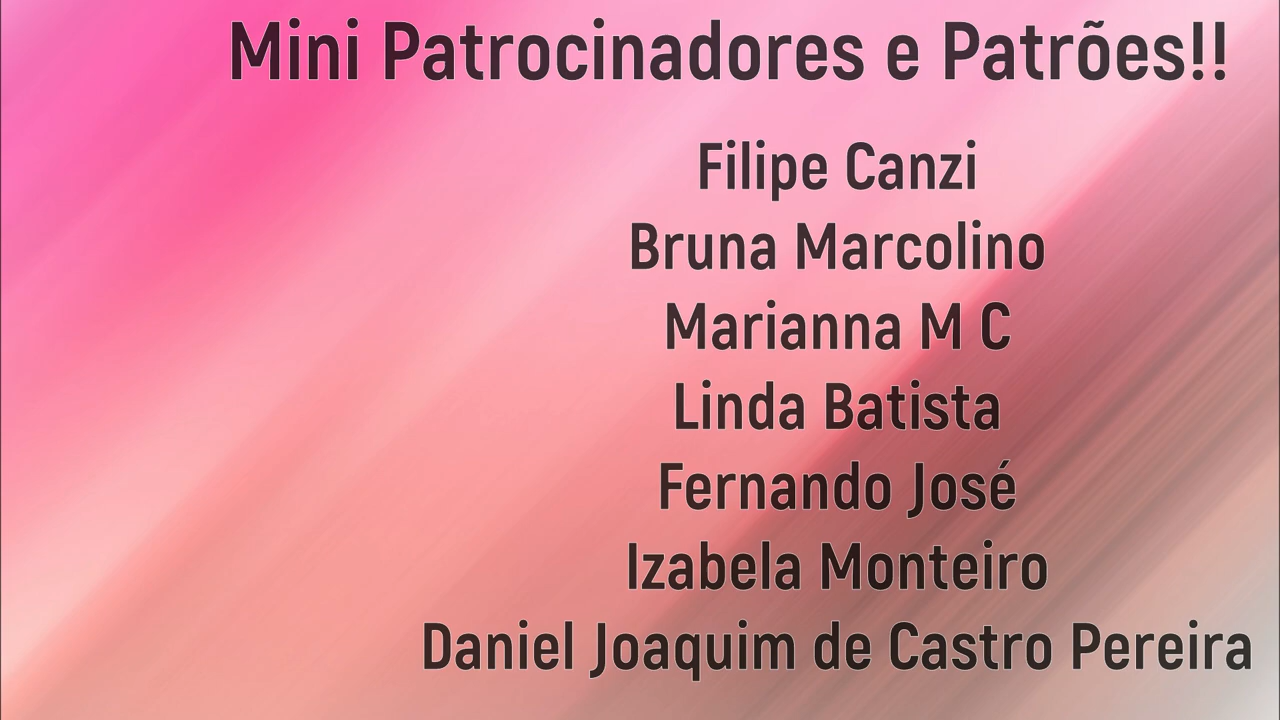 Mini Patrocinadores e Patrões!!
Filipe Canzi
Bruna Marcolino
Marianna M C
Linda Batista
Fernando José
Izabela Monteiro
Daniel Joaquim de Castro Pereira